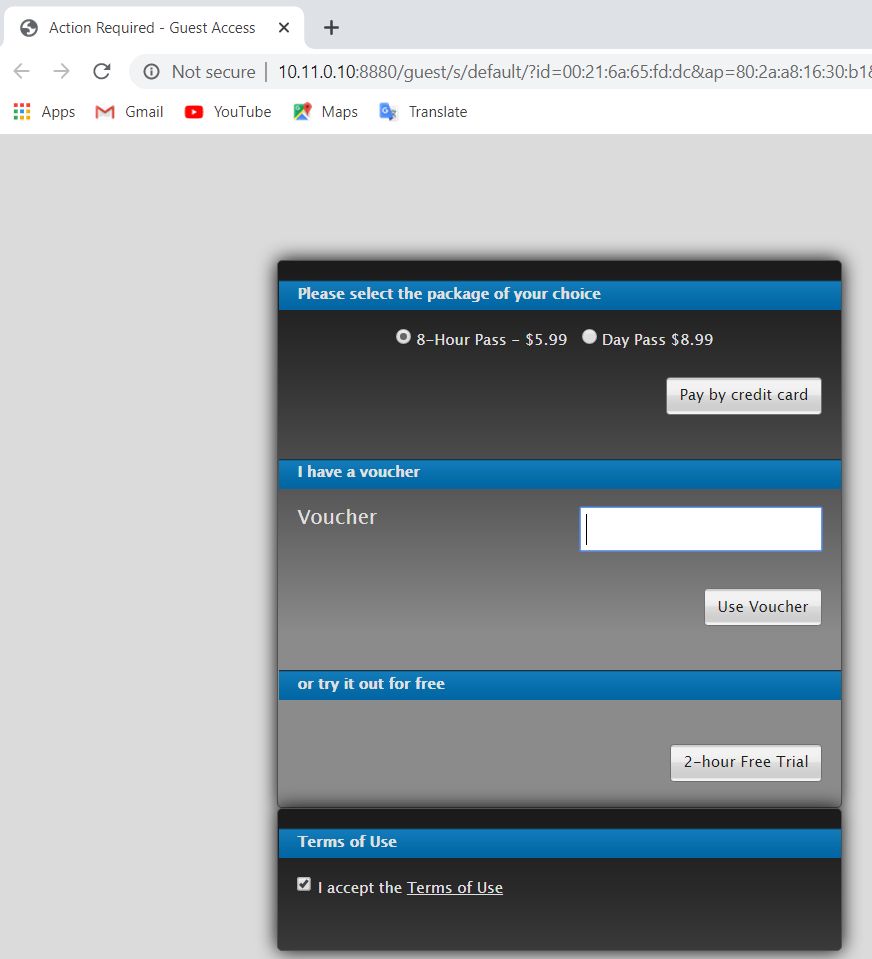 Action Required - Guest Access
Not secure | 10.11.0.10:8880/guest/s/default/?id=00:21:6a:65:fd:dc&ap=80:2a:a8:16:30:b18
Apps Gmail YouTube Maps Translate
Please select the package of your choice
8-Hour Pass - $5.99 Day Pass $8.99
Pay by credit card
I have a voucher
Voucher
Use Voucher
or try it out for free
2-hour Free Trial
Terms of Use
I accept the Terms of Use